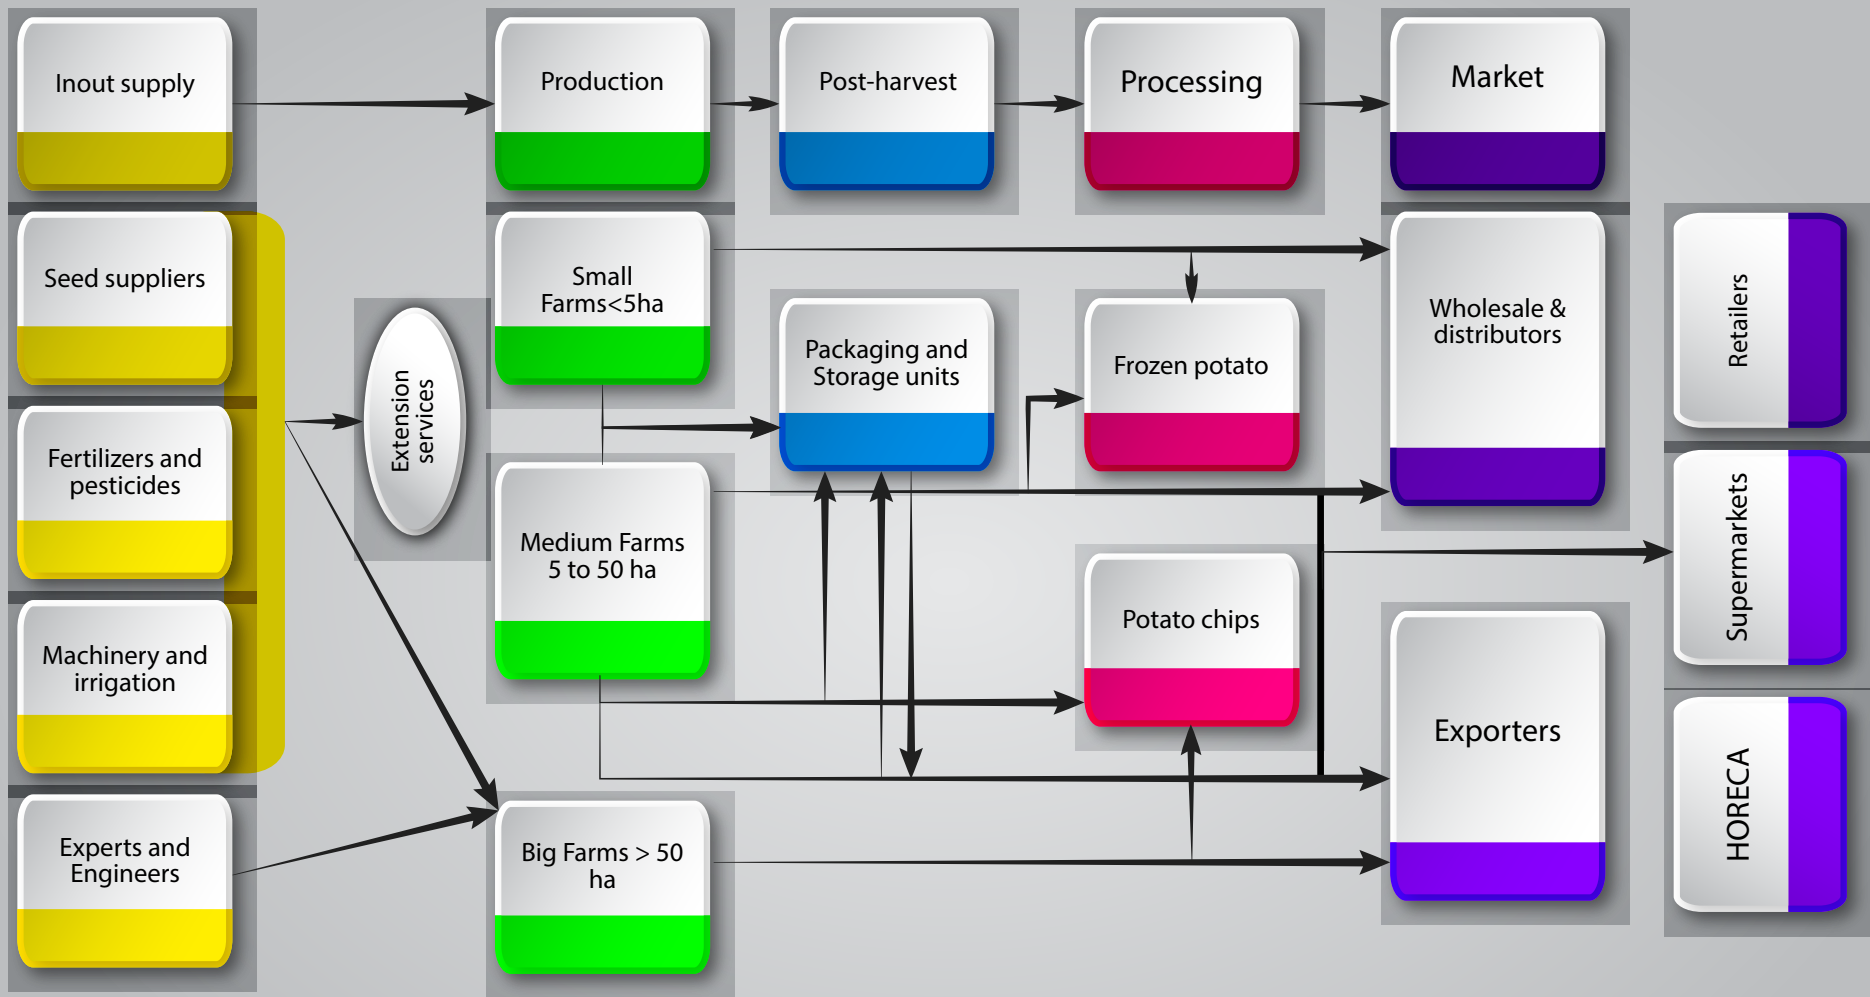 Inout supply
Production
Post-harvest
Processing
Market
Seed suppliers
Fertilizers and
pesticides
Machinery and
irrigation
Experts and
Engineers
Extension
services
Small
Farms<5ha
Medium Farms
5 to 50 ha
Big Farms > 50
ha
Packaging and
Storage units
Frozen potato
Potato chips
Wholesale &
distributors
Exporters
Retailers
Supermarkets
HORECA